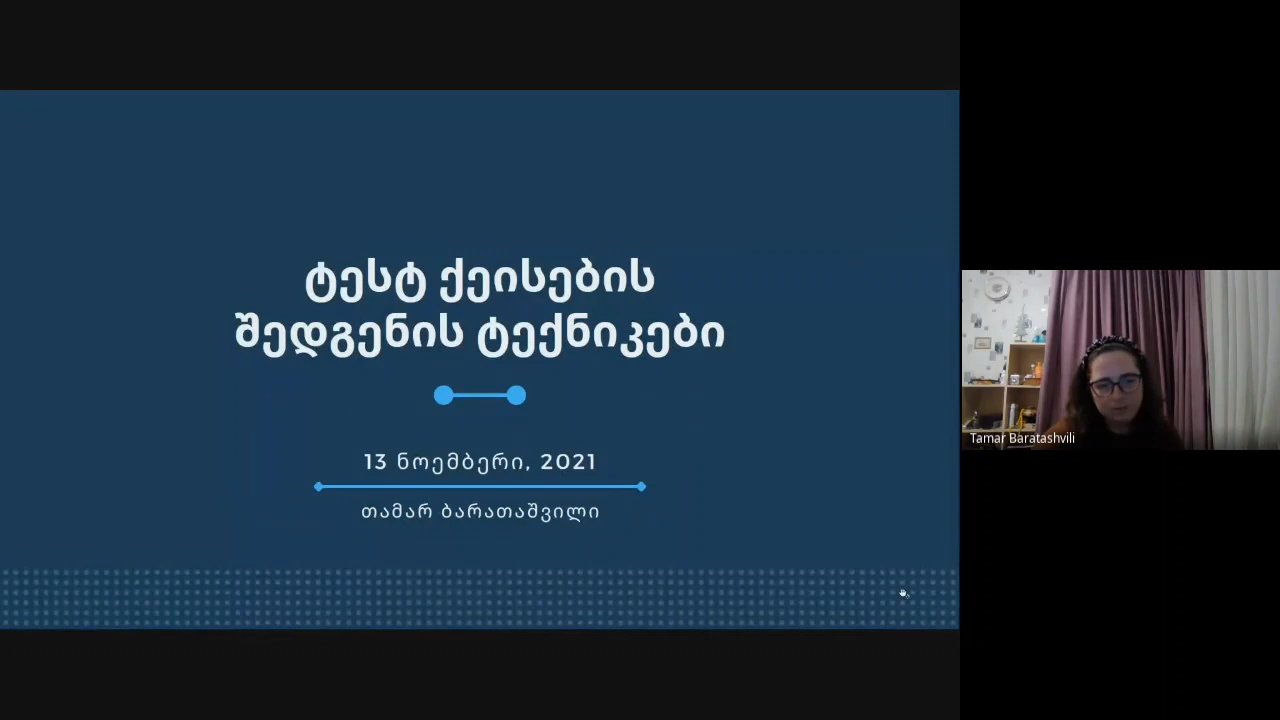 ტესტ ქეისების
შედგენის ტექნიკები
13 ნოემბერი, 2021
თამარ ბარათაშვილი
Tamar Baratashvili